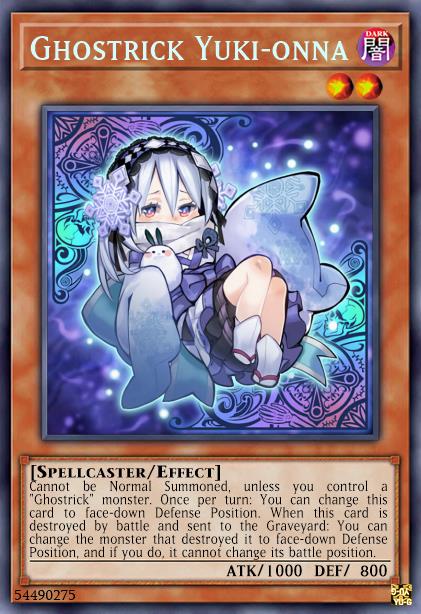 Ghostrick Yuki-onna
DARK
闇
[Spellcaster/Effect]
Cannot be Normal Summoned, unless you control a
"Ghostrick" monster. Once per turn: You can change this
card to face-down Defense Position. When this card is
destroyed by battle and sent to the Graveyard: You can
change the monster that destroyed it to face-down Defense
Position, and if you do, it cannot change its battle position.
ATK/1000 DEF/ 800
54490275